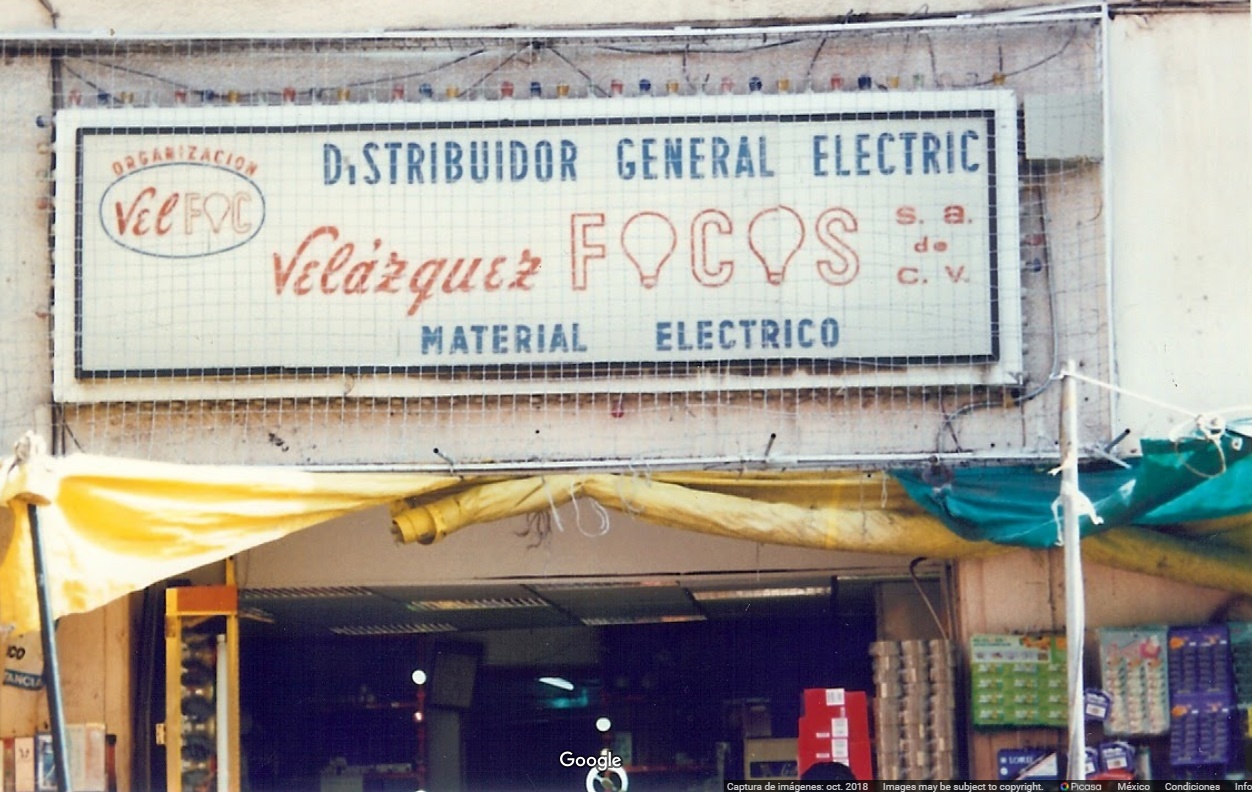 ORGANIZACION
Vel FOC
DiSTRIBUIDOR GENERAL ELECTRIC
Velázquez FOCOS s. a. de C. V.
MATERIAL ELECTRICO
Google
Captura de imágenes: oct. 2018 Images may be subject to copyright. Picasa México Condiciones Info